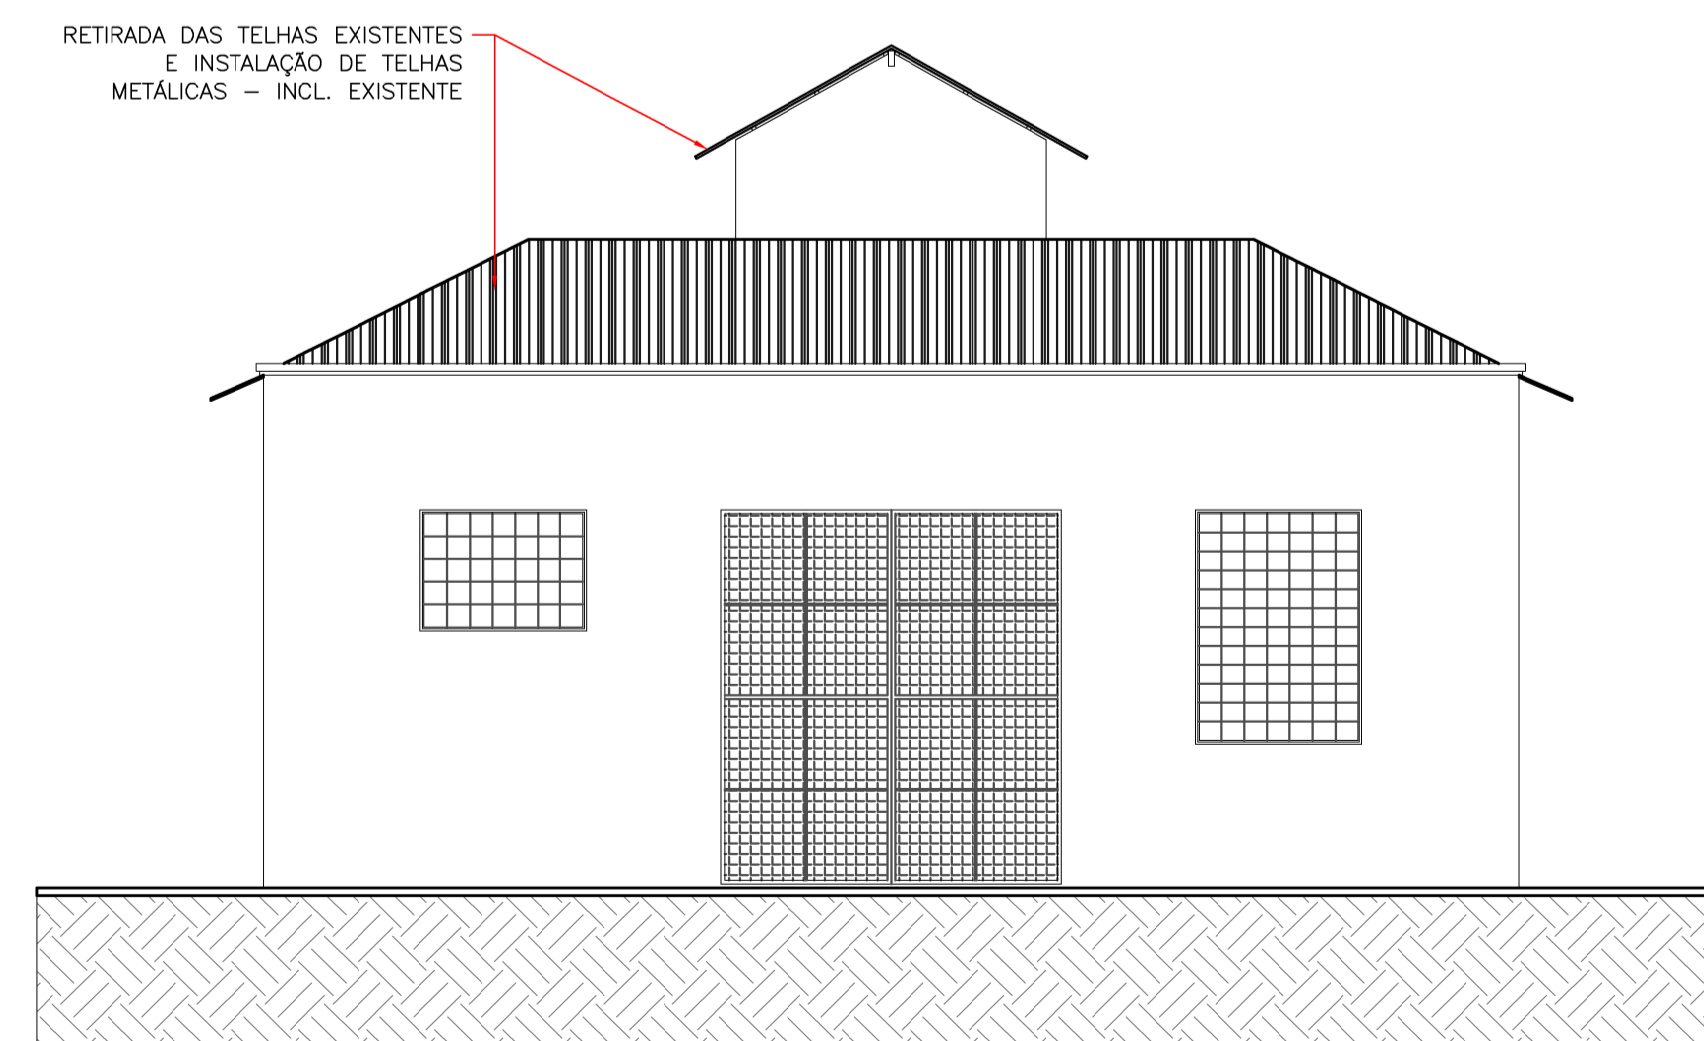 RETIRADA DAS TELHAS EXISTENTES
E INSTALAÇÃO DE TELHAS
METÁLICAS – INCL. EXISTENTE